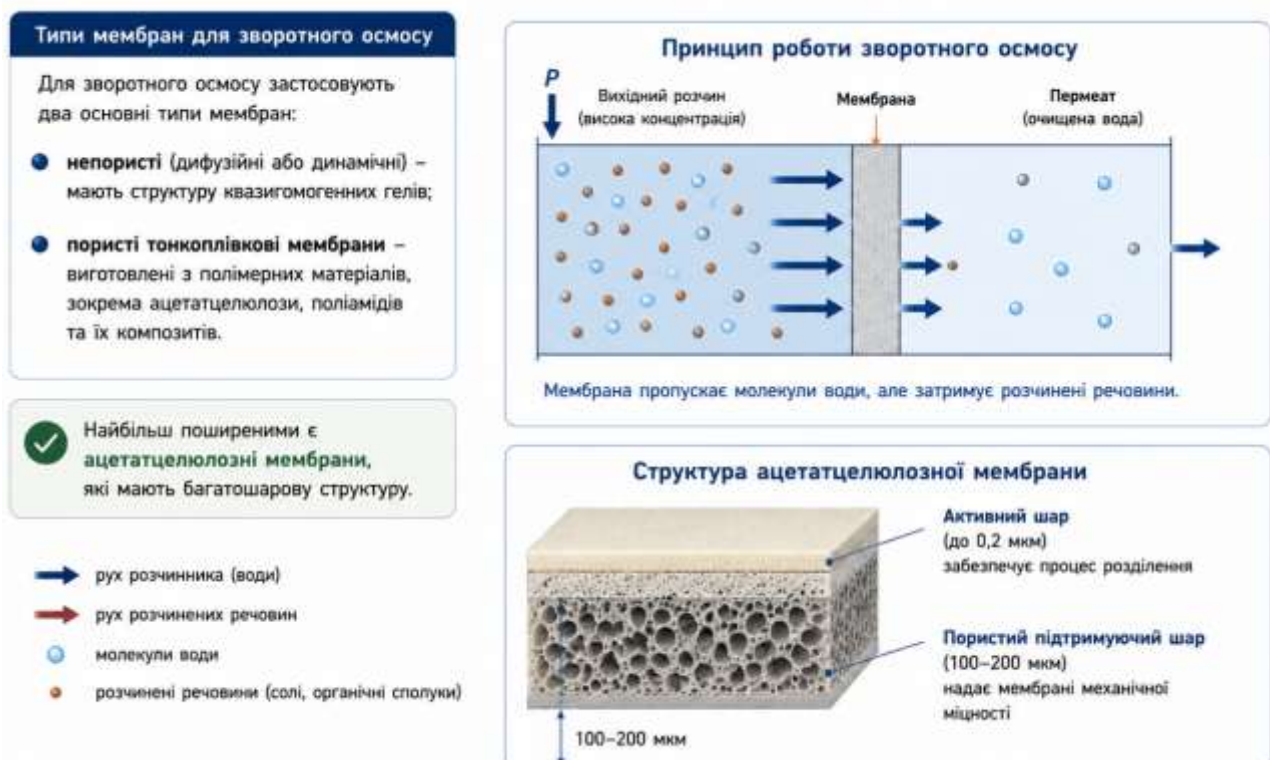 Типи мембран для зворотного осмосу
Для зворотного осмосу застосовують
два основні типи мембран:
непористі (дифузійні або динамічні) –
мають структуру квазигомогенних гелів;
пористі тонкоплівкові мембрани –
виготовлені з полімерних матеріалів,
зокрема ацетатцелюлози, поліамідів
та їх композитів.
Найбільш поширеними є
ацетатцелюлозні мембрани,
які мають багатошарову структуру.
рух розчинника (води)
рух розчинених речовин
молекули води
розчинені речовини (солі, органічні сполуки)
Принцип роботи зворотного осмосу
P
Вихідний розчин
(висока концентрація)
Мембрана
Пермеат
(очищена вода)
Мембрана пропускає молекули води, але затримує розчинені речовини.
Структура ацетатцелюлозної мембрани
Активний шар
(до 0,2 мкм)
забезпечує процес розділення
Пористий підтримуючий шар
(100–200 мкм)
надає мембрані механічної
міцності
100–200 мкм